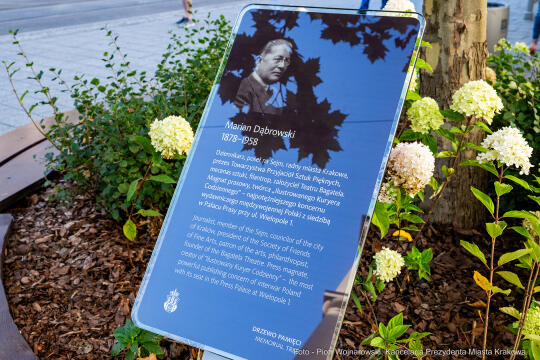 Marian Dąbrowski
1878–1958
Dziennikarz, poseł na Sejm, radny miasta Krakowa,
prezes Towarzystwa Przyjaciół Sztuk Pięknych,
mecenas sztuki, filantrop, założyciel Teatru Bagatela.
Magnat prasowy, twórca „Ilustrowanego Kuryera
Codziennego” – najpotężniejszego koncernu
wydawniczego międzywojennej Polski z siedzibą
w Pałacu Prasy przy ul. Wielopole 1.
Journalist, member of the Sejm, councilor of the city
of Kraków, president of the Society of Friends
of Fine Arts, patron of the arts, philanthropist,
founder of the Bagatela Theatre. Press magnate,
creator of “Ilustrowany Kuryer Codzienny” – the most
powerful publishing concern of interwar Poland
with its seat in the Press Palace at Wielopole 1.
DRZEWO PAMIĘCI
MEMORIAL TREE
Foto - Piotr Wojnarowski, Kancelaria Prezydenta Miasta Krakowa